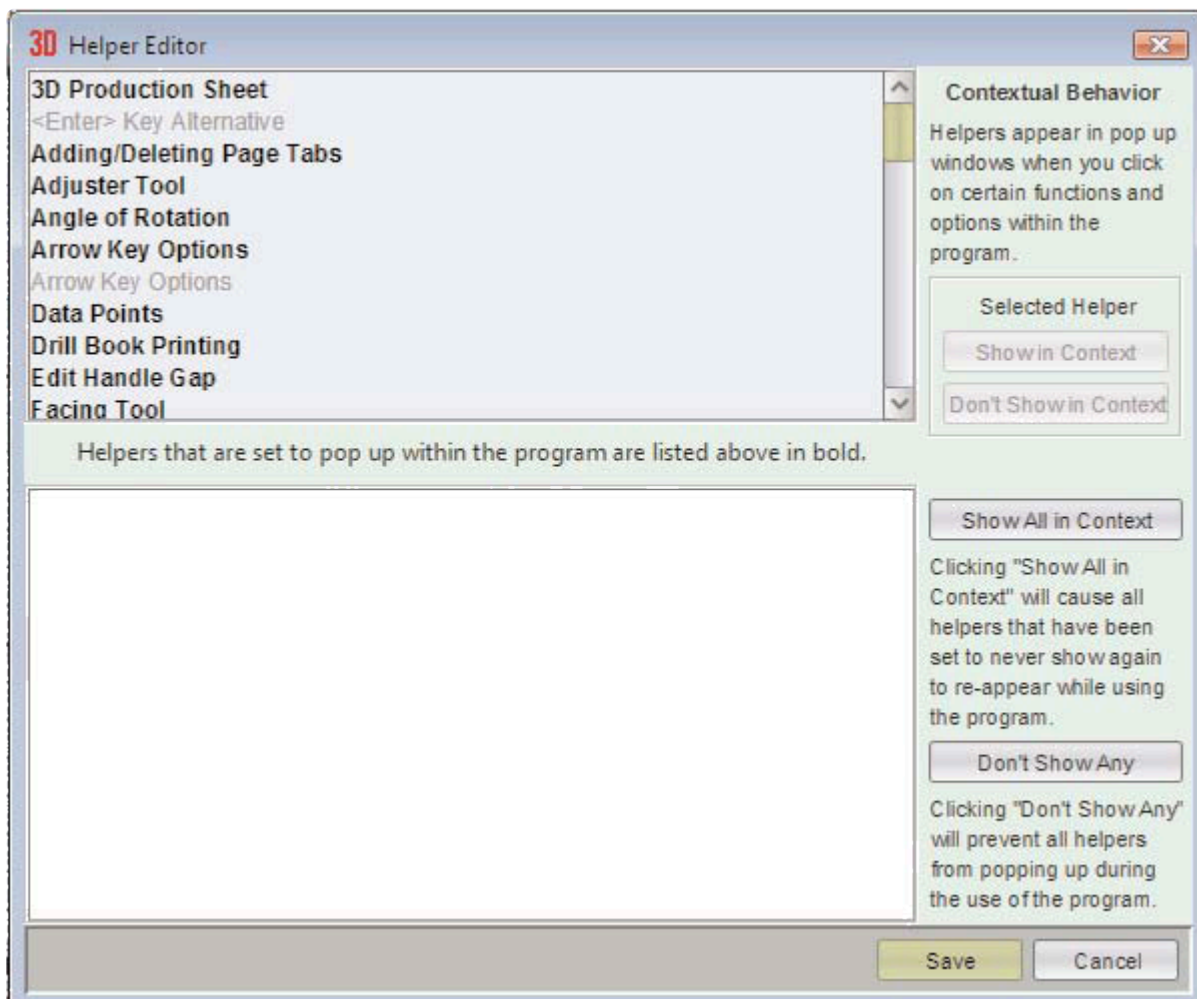 3D Helper Editor
3D Production Sheet
<Enter> Key Alternative
Adding/Deleting Page Tabs
Adjuster Tool
Angle of Rotation
Arrow Key Options
Arrow Key Options
Data Points
Drill Book Printing
Edit Handle Gap
Facing Tool
Helpers that are set to pop up within the program are listed above in bold.
Contextual Behavior
Helpers appear in pop up
windows when you click
on certain functions and
options within the
program.
Selected Helper
Show in Context
Don't Show in Context
Show All in Context
Clicking "Show All in
Context" will cause all
helpers that have been
set to never show again
to re-appear while using
the program.
Don't Show Any
Clicking "Don't Show Any"
will prevent all helpers
from popping up during
the use of the program.
Save
Cancel